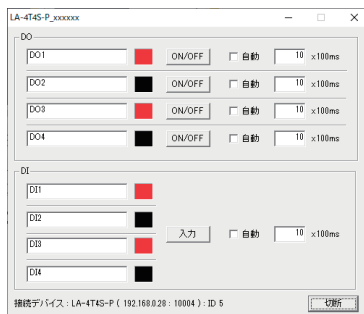 LA-4T4S-P_xxxxxx
DO
DO1 ON/OFF 自動 10 x100ms
DO2 ON/OFF 自動 10 x100ms
DO3 ON/OFF 自動 10 x100ms
DO4 ON/OFF 自動 10 x100ms
DI
DI1
DI2
入力 自動 10 x100ms
DI3
DI4
接続デバイス : LA-4T4S-P ( 192.168.0.28 : 10004 ) : ID 5 切断